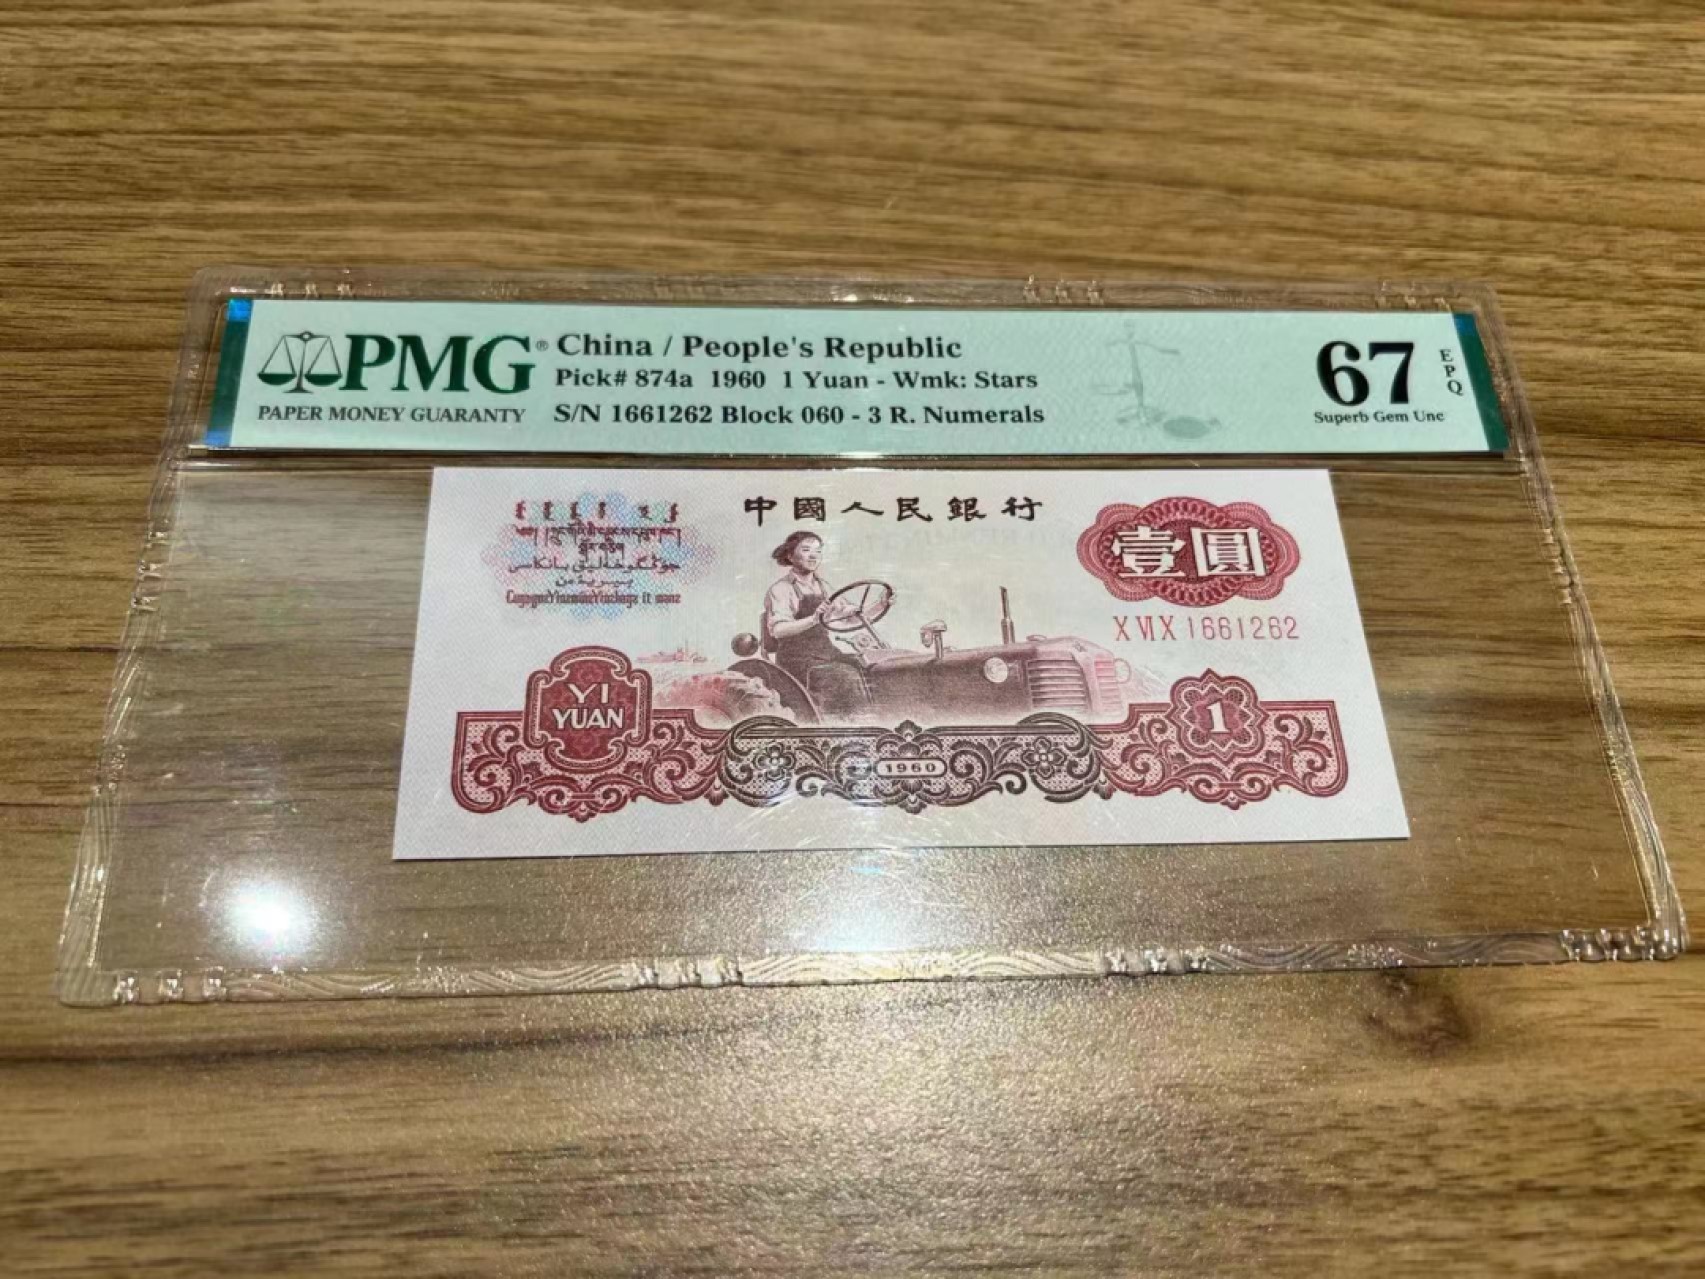 PMG® China / People's Republic
Pick# 874a 1960 1 Yuan - Wmk: Stars
PAPER MONEY GUARANTY S/N 1661262 Block 060 - 3 R. Numerals
67 EPQ
Superb Gem Unc
中國人民銀行
壹圓
X VI X 1661262
YI
YUAN
1
1960